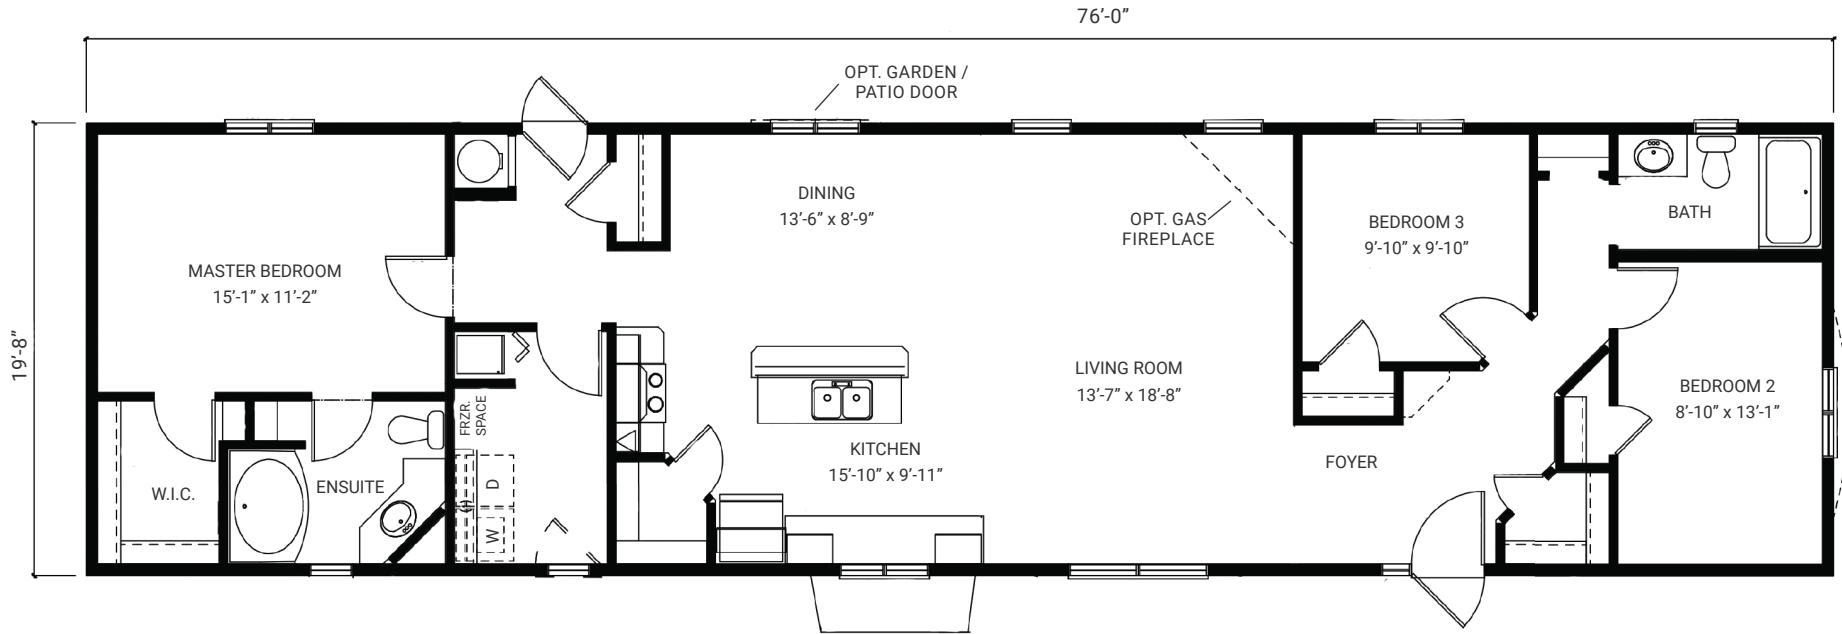 76’-0”
OPT. GARDEN /
PATIO DOOR
19’-8”
MASTER BEDROOM
15’-1” x 11’-2”
DINING
13’-6” x 8’-9”
OPT. GAS
FIREPLACE
BEDROOM 3
9’-10” x 9’-10”
BATH
LIVING ROOM
13’-7” x 18’-8”
BEDROOM 2
8’-10” x 13’-1”
FRZR.
SPACE
KITCHEN
15’-10” x 9’-11”
FOYER
W.I.C.
ENSUITE
D
W